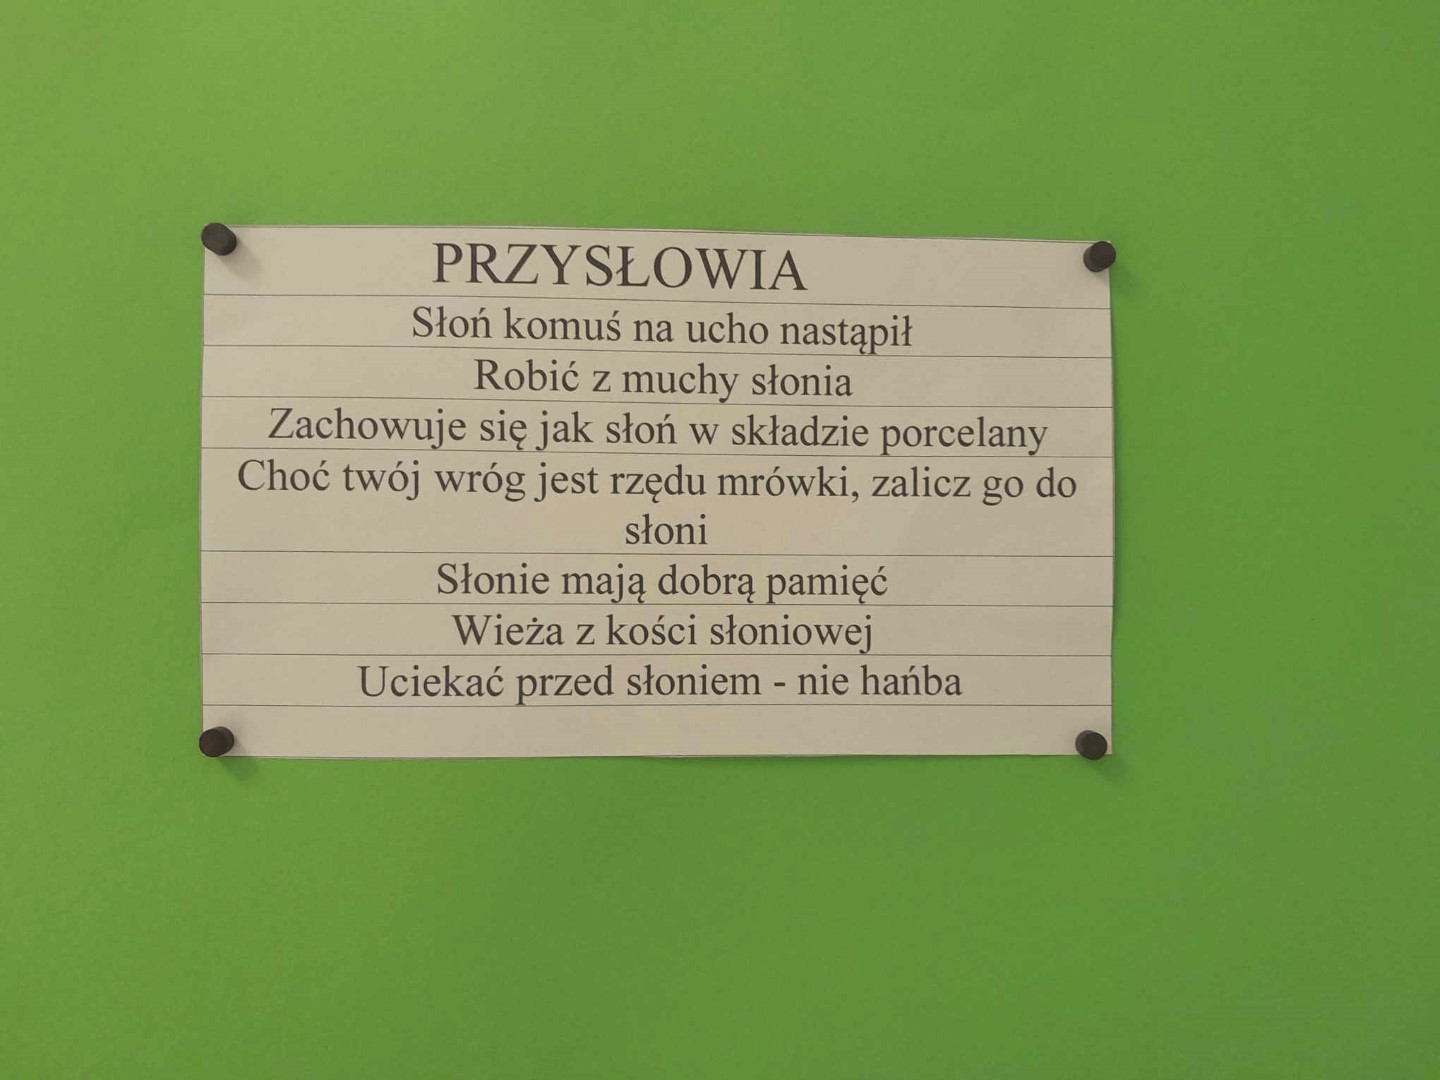 PRZYSŁOWIA
Słoń komuś na ucho nastąpił
Robić z muchy słonia
Zachowuje się jak słoń w składzie porcelany
Choć twój wróg jest rzędu mrówki, zalicz go do
słoni
Słonie mają dobrą pamięć
Wieża z kości słoniowej
Uciekać przed słoniem - nie hańba